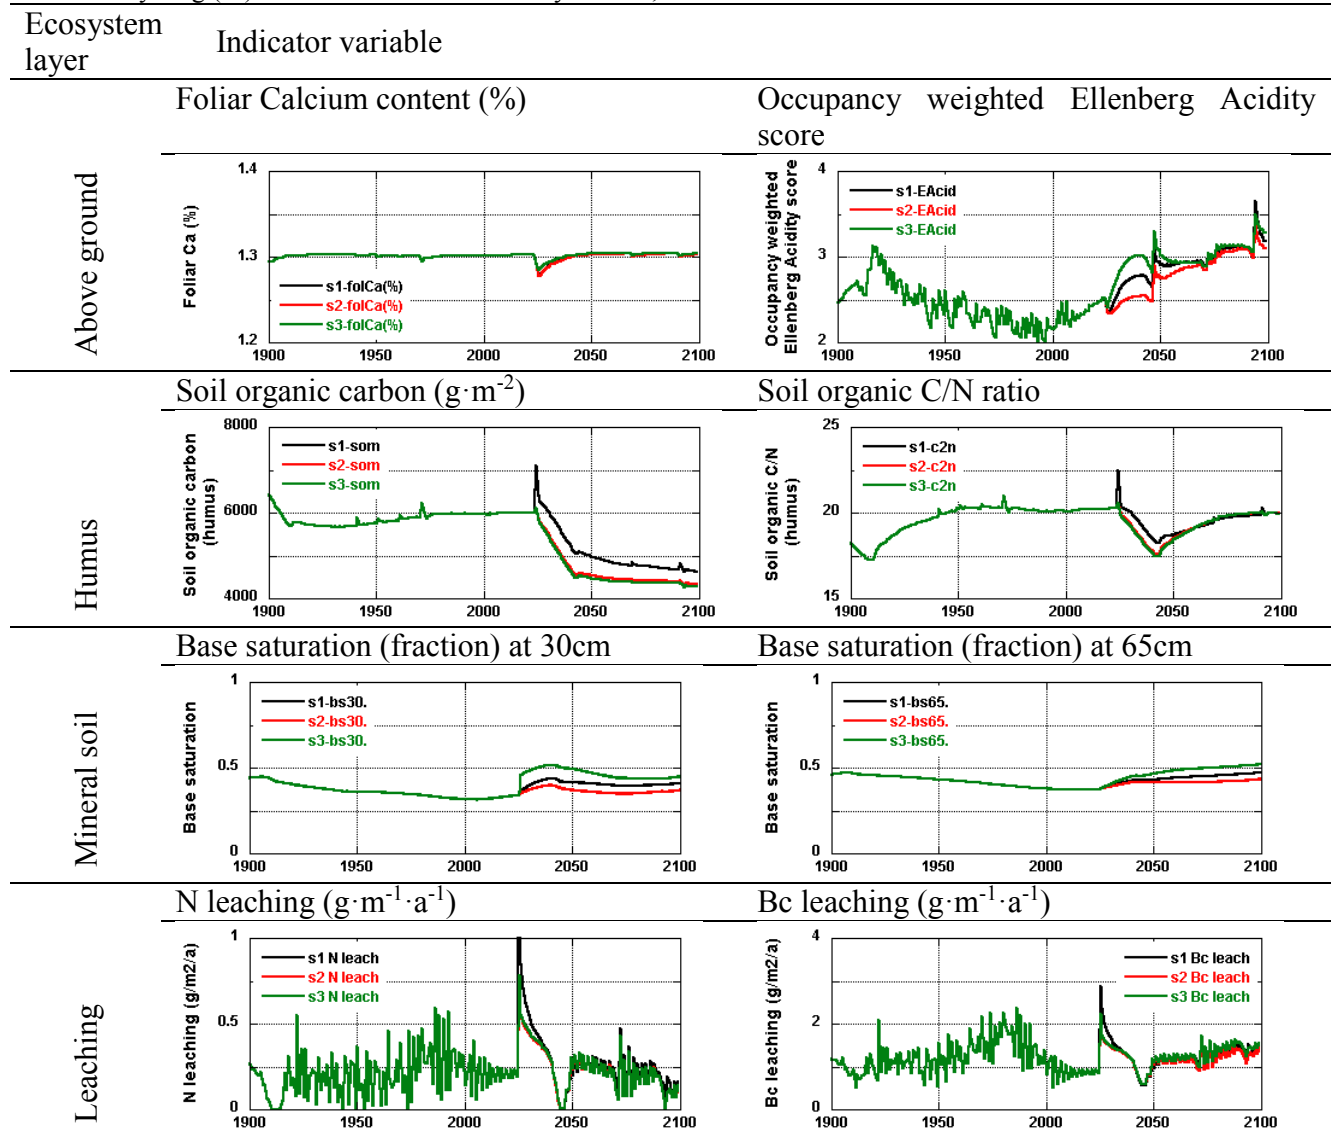 Ecosystem
layer
Indicator variable
Above ground
Foliar Calcium content (%)
Occupancy weighted Ellenberg Acidity
score
Foliar Ca (%)
1.4
1.3
1.2
s1-folCa(%)
s2-folCa(%)
s3-folCa(%)
1900 1950 2000 2050 2100
Occupancy weighted
Ellenberg Acidity score
4
3
2
s1-EAcid
s2-EAcid
s3-EAcid
1900 1950 2000 2050 2100
Humus
Soil organic carbon (g·m-2)
Soil organic C/N ratio
Soil organic carbon
(humus)
8000
6000
4000
s1-som
s2-som
s3-som
1900 1950 2000 2050 2100
Soil organic C/N
(humus)
25
20
15
s1-c2n
s2-c2n
s3-c2n
1900 1950 2000 2050 2100
Mineral soil
Base saturation (fraction) at 30cm
Base saturation (fraction) at 65cm
Base saturation
1
0.5
0
s1-bs30.
s2-bs30.
s3-bs30.
1900 1950 2000 2050 2100
Base saturation
1
0.5
0
s1-bs65.
s2-bs65.
s3-bs65.
1900 1950 2000 2050 2100
Leaching
N leaching (g·m-1·a-1)
Bc leaching (g·m-1·a-1)
N leaching (g/m2/a)
1
0.5
0
s1 N leach
s2 N leach
s3 N leach
1900 1950 2000 2050 2100
Bc leaching (g/m2/a)
4
2
0
s1 Bc leach
s2 Bc leach
s3 Bc leach
1900 1950 2000 2050 2100